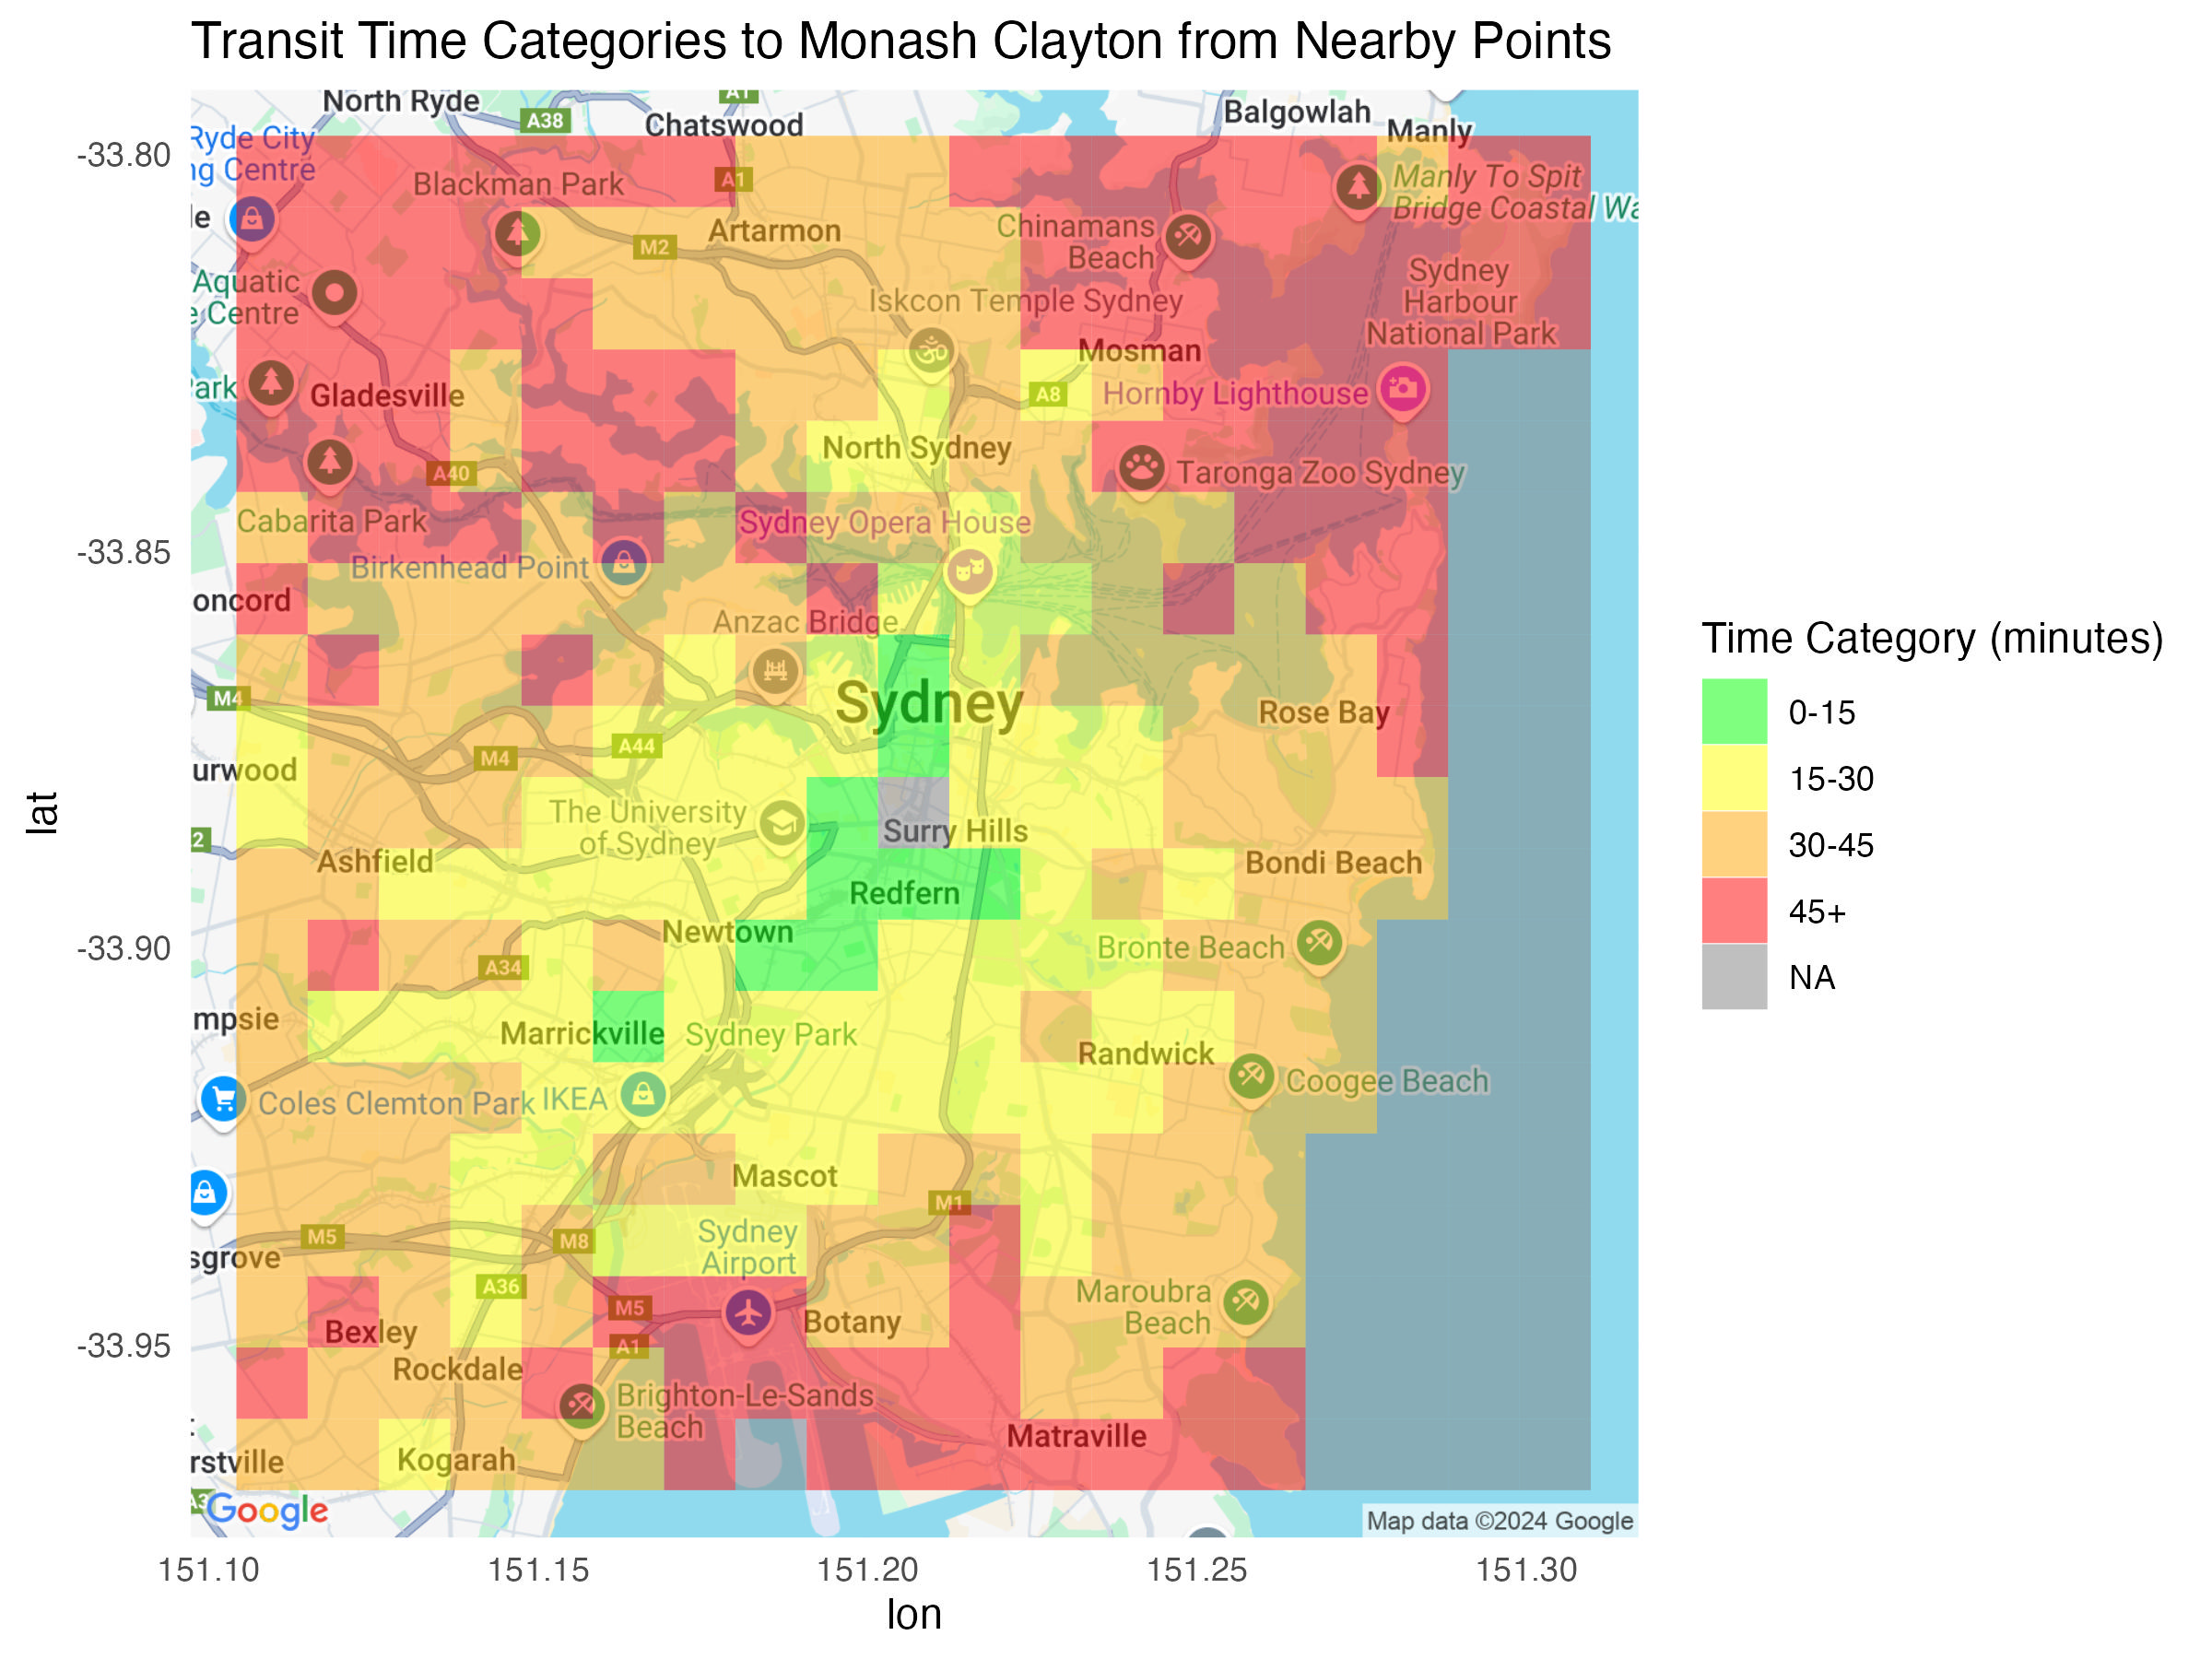 Transit Time Categories to Monash Clayton from Nearby Points
North Ryde
A38
A1
Chatswood
Balgowlah
Manly
Ryde City
ng Centre
Blackman Park
A1
Manly To Spit
Bridge Coastal Wa
le
M2
Artarmon
Chinamans
Beach
Aquatic
e Centre
Iskcon Temple Sydney
Sydney
Harbour
National Park
Mosman
ark
Gladesville
A8
Hornby Lighthouse
North Sydney
A40
Taronga Zoo Sydney
Cabarita Park
Sydney Opera House
Birkenhead Point
oncord
Anzac Bridge
M4
Sydney
Rose Bay
A44
M4
urwood
The University
of Sydney
2
Surry Hills
Ashfield
Bondi Beach
Redfern
Newtown
Bronte Beach
A34
mpsie
Marrickville
Sydney Park
Randwick
Coles Clemton Park
IKEA
Coogee Beach
Mascot
M1
M5
M8
Sydney
Airport
sgrove
A36
M5
Maroubra
Beach
Bexley
A1
Botany
Rockdale
Brighton-Le-Sands
Beach
Matraville
rstville
Kogarah
A3
Google
Map data ©2024 Google
-33.80
-33.85
-33.90
-33.95
lat
151.10
151.15
151.20
151.25
151.30
lon
Time Category (minutes)
0-15
15-30
30-45
45+
NA